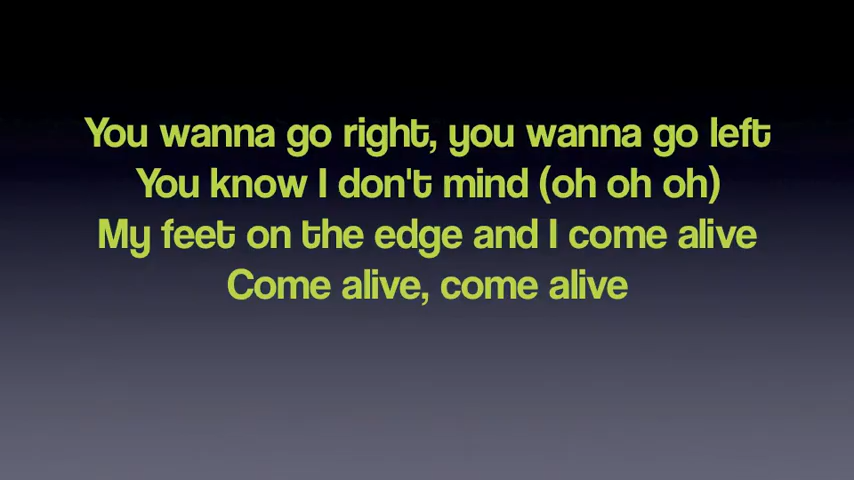 You wanna go right, you wanna go left
You know I don't mind (oh oh oh)
My feet on the edge and I come alive
Come alive, come alive